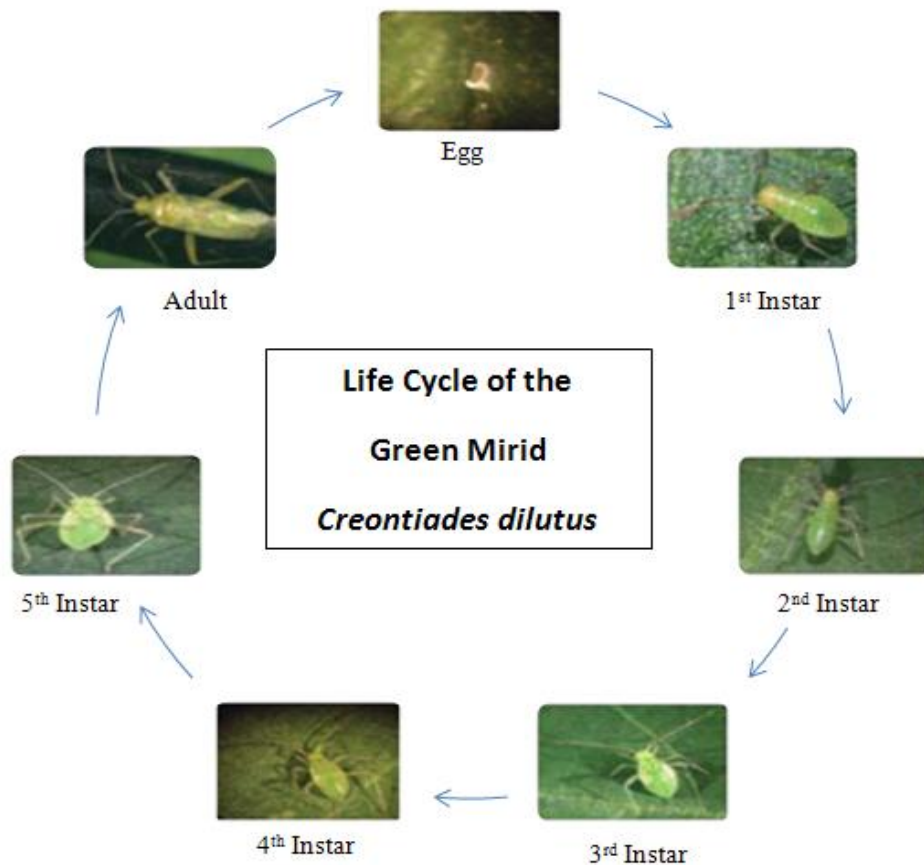 Egg
1st Instar
Adult
Life Cycle of the
Green Mirid
Creontiades dilutus
2nd Instar
5th Instar
3rd Instar
4th Instar